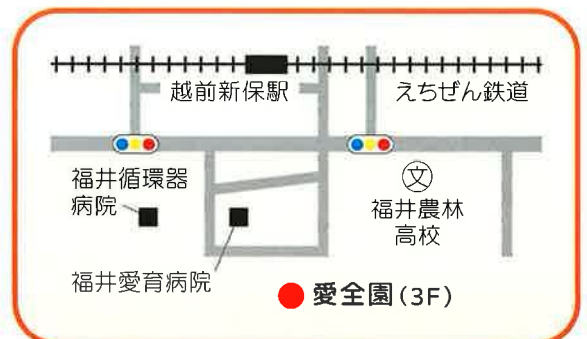 越前新保駅
えちぜん鉄道
福井循環器
病院
文
福井農林
高校
福井愛育病院
愛全園(3F)